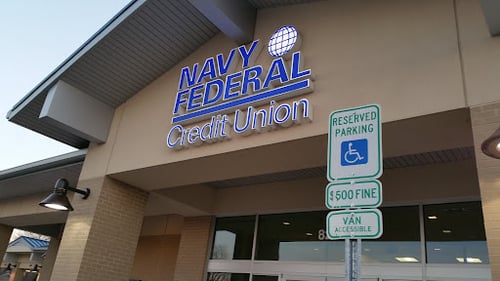 NAVY
FEDERAL
Credit Union
RESERVED
PARKING
$500 FINE
VAN
ACCESSIBLE